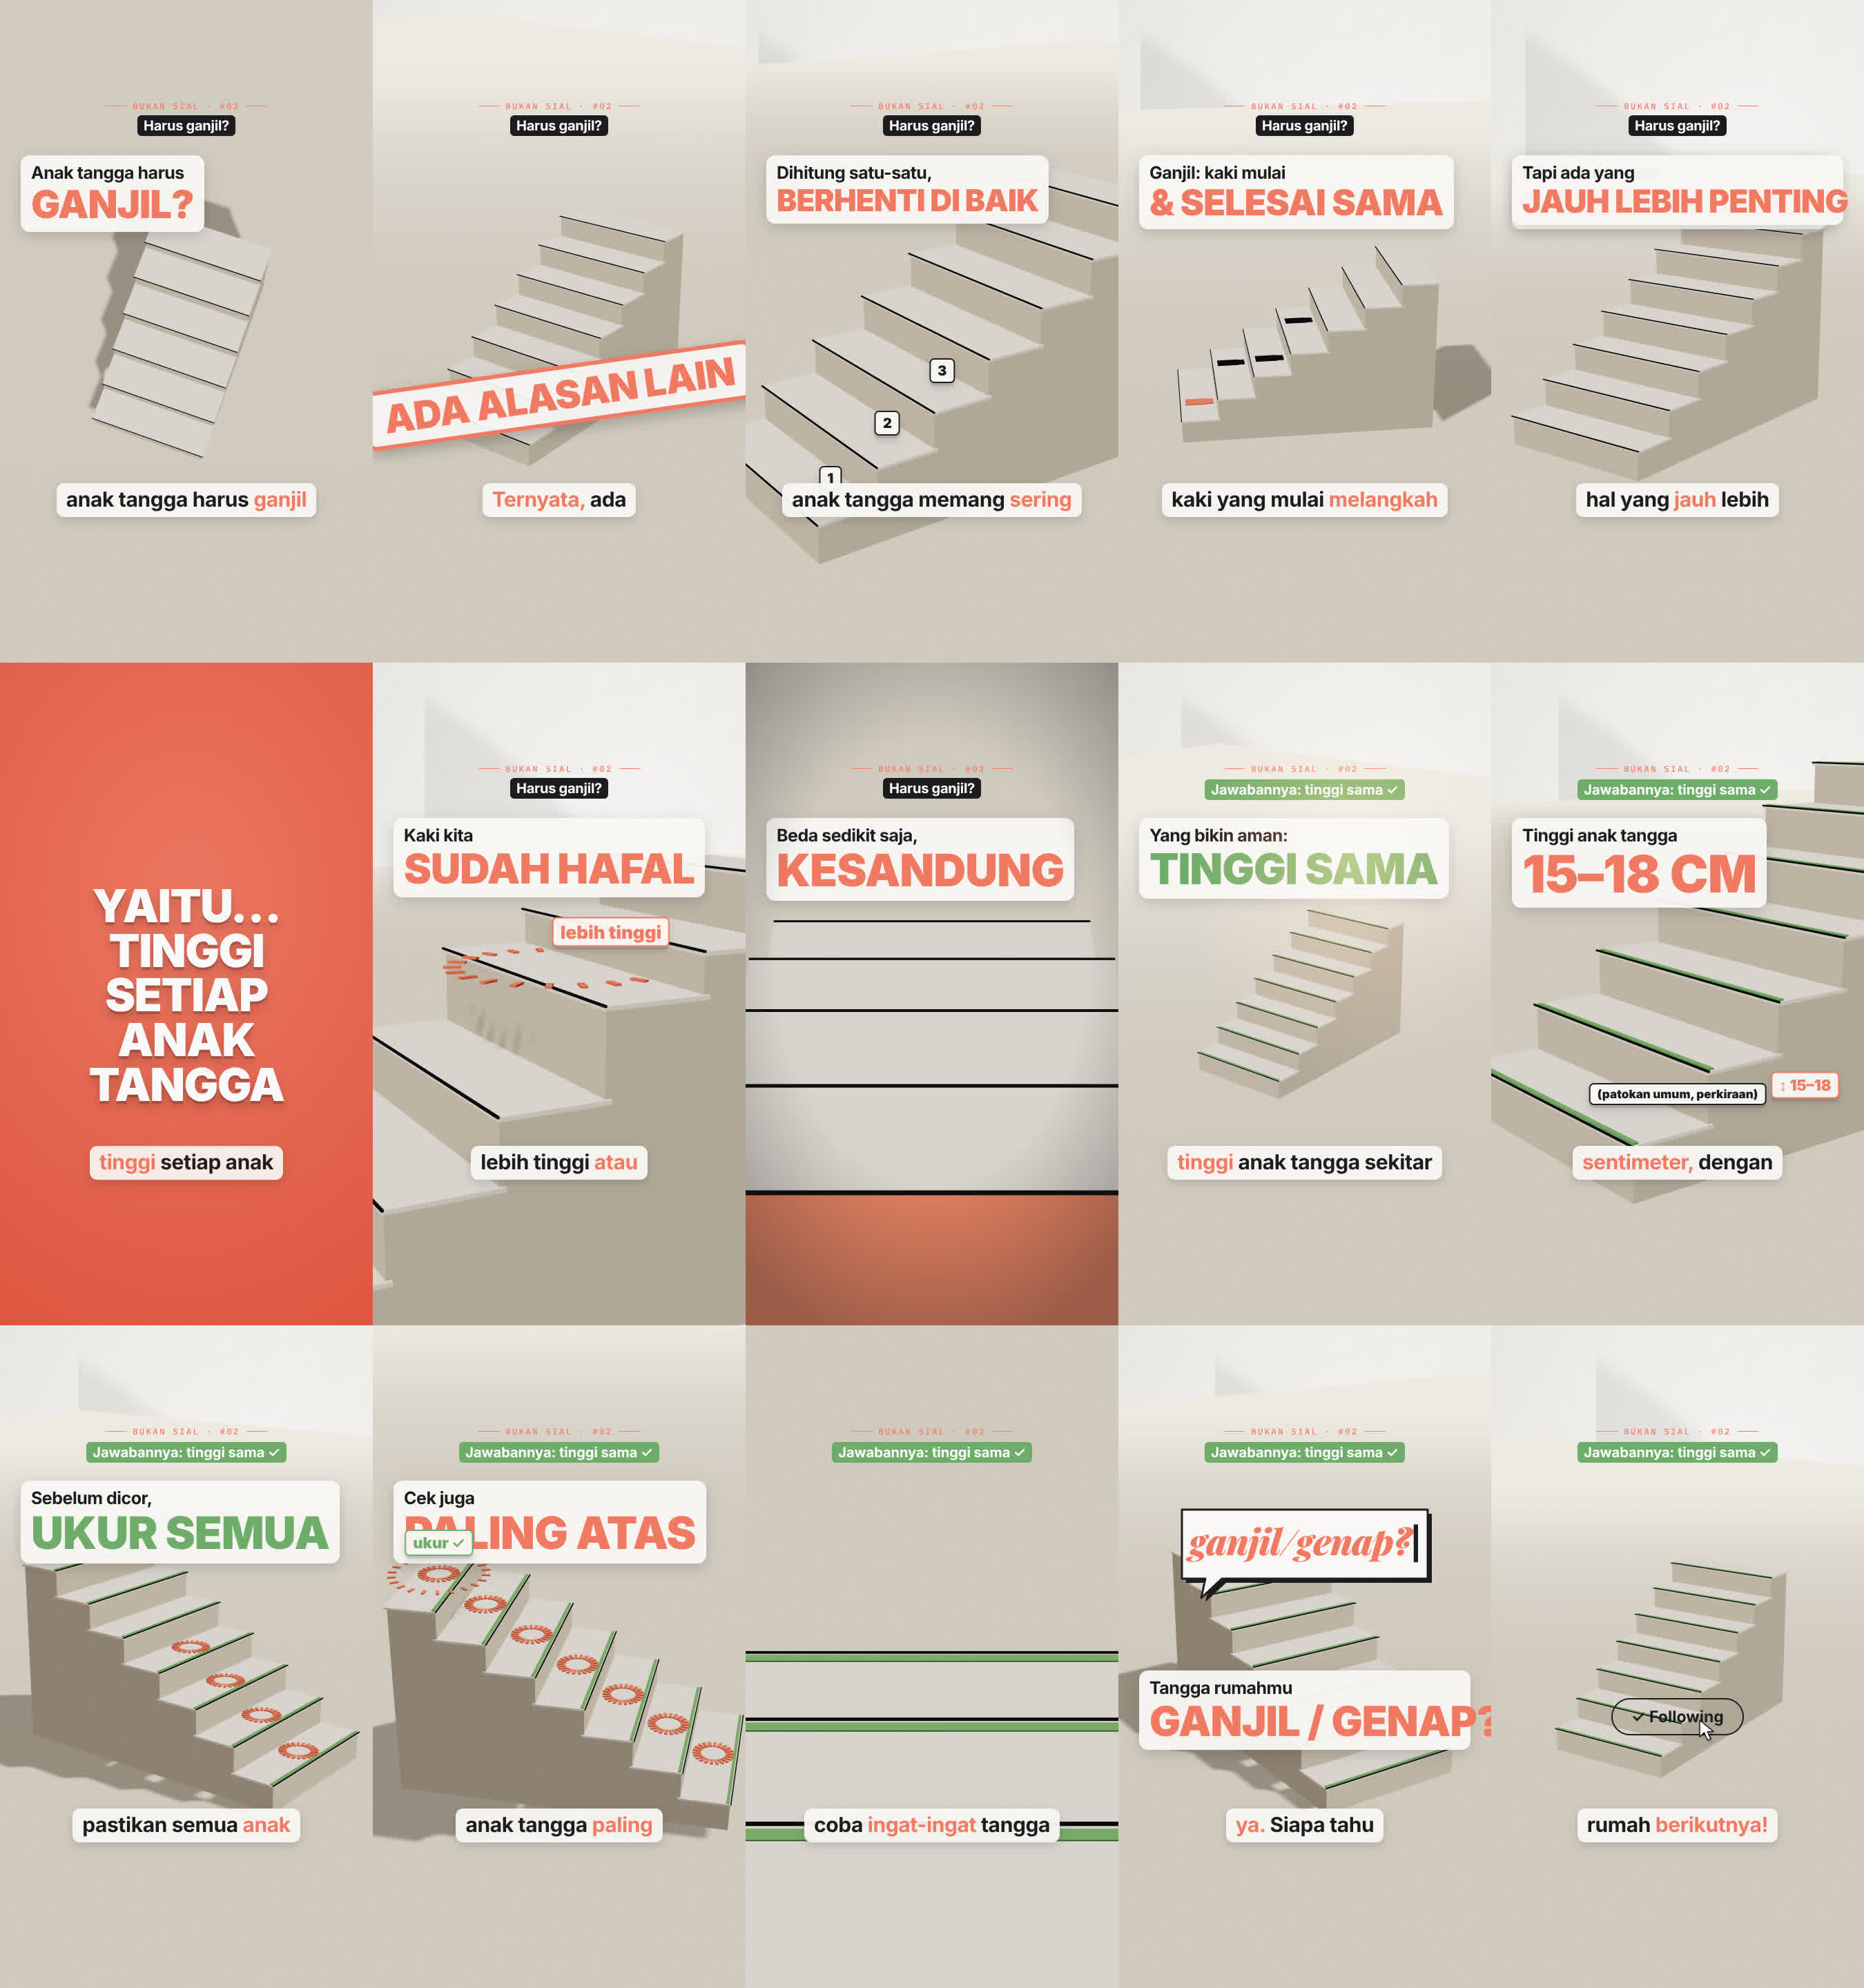 BUKAN SIAL · #02
Harus ganjil?
Anak tangga harus
GANJIL?
anak tangga harus ganjil
BUKAN SIAL · #02
Harus ganjil?
ADA ALASAN LAIN
Ternyata, ada
BUKAN SIAL · #02
Harus ganjil?
Dihitung satu-satu,
BERHENTI DI BAIK
3
2
1
anak tangga memang sering
BUKAN SIAL · #02
Harus ganjil?
Ganjil: kaki mulai
& SELESAI SAMA
kaki yang mulai melangkah
BUKAN SIAL · #02
Harus ganjil?
Tapi ada yang
JAUH LEBIH PENTING
hal yang jauh lebih
YAITU...
TINGGI
SETIAP
ANAK
TANGGA
tinggi setiap anak
BUKAN SIAL · #02
Harus ganjil?
Kaki kita
SUDAH HAFAL
lebih tinggi
lebih tinggi atau
BUKAN SIAL · #02
Harus ganjil?
Beda sedikit saja,
KESANDUNG
BUKAN SIAL · #02
Jawabannya: tinggi sama ✓
Yang bikin aman:
TINGGI SAMA
tinggi anak tangga sekitar
BUKAN SIAL · #02
Jawabannya: tinggi sama ✓
Tinggi anak tangga
15–18 CM
(patokan umum, perkiraan)
↕ 15–18
sentimeter, dengan
BUKAN SIAL · #02
Jawabannya: tinggi sama ✓
Sebelum dicor,
UKUR SEMUA
pastikan semua anak
BUKAN SIAL · #02
Jawabannya: tinggi sama ✓
Cek juga
PALING ATAS
ukur ✓
anak tangga paling
BUKAN SIAL · #02
Jawabannya: tinggi sama ✓
coba ingat-ingat tangga
BUKAN SIAL · #02
Jawabannya: tinggi sama ✓
ganjil/genap?
Tangga rumahmu
GANJIL / GENAP?
ya. Siapa tahu
BUKAN SIAL · #02
Jawabannya: tinggi sama ✓
✓ Following
rumah berikutnya!